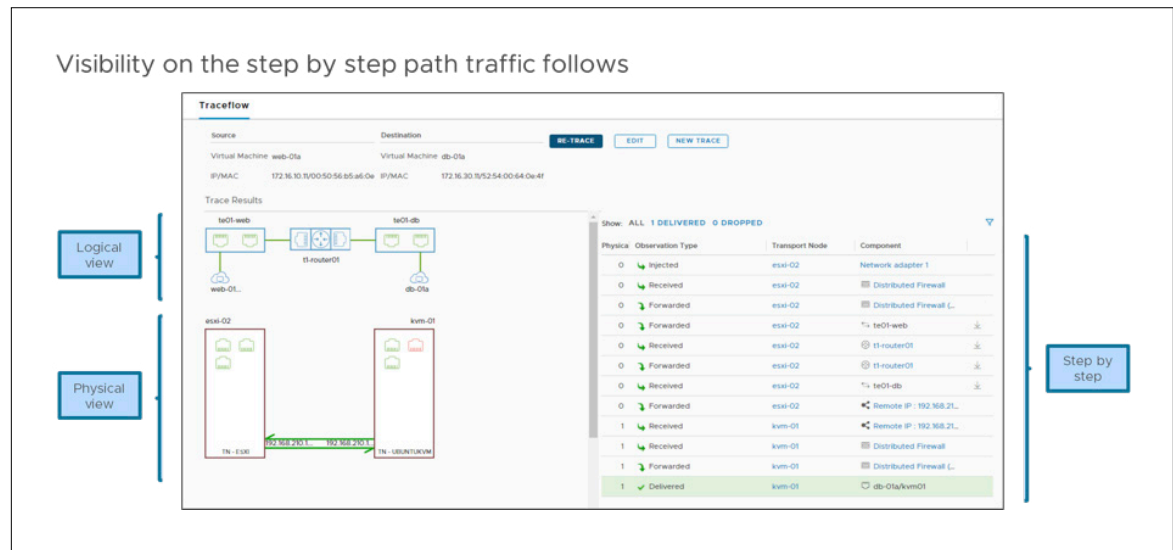 Visibility on the step by step path traffic follows
Traceflow
Source Destination
RE-TRACE EDIT NEW TRACE
Virtual Machine web-01a Virtual Machine db-01a
IP/MAC 172.16.10.11/00:50:56:b5:a6:0e IP/MAC 172.16.30.11/52:54:00:64:0e:4f
Trace Results
Logical view
te01-web te01-db
t1-router01
web-01... db-01a
Physical view
esxi-02 kvm-01
192.168.210.1... 192.168.210.1...
TN - ESXI TN - UBUNTUKVM
Show: ALL 1 DELIVERED 0 DROPPED
Physica Observation Type Transport Node Component
0 Injected esxi-02 Network adapter 1
0 Received esxi-02 Distributed Firewall
0 Forwarded esxi-02 Distributed Firewall (...
0 Forwarded esxi-02 te01-web
0 Received esxi-02 t1-router01
0 Forwarded esxi-02 t1-router01
0 Received esxi-02 te01-db
0 Forwarded esxi-02 Remote IP : 192.168.21...
1 Received kvm-01 Remote IP : 192.168.21...
1 Received kvm-01 Distributed Firewall
1 Forwarded kvm-01 Distributed Firewall (...
1 Delivered kvm-01 db-01a/kvm01
Step by step